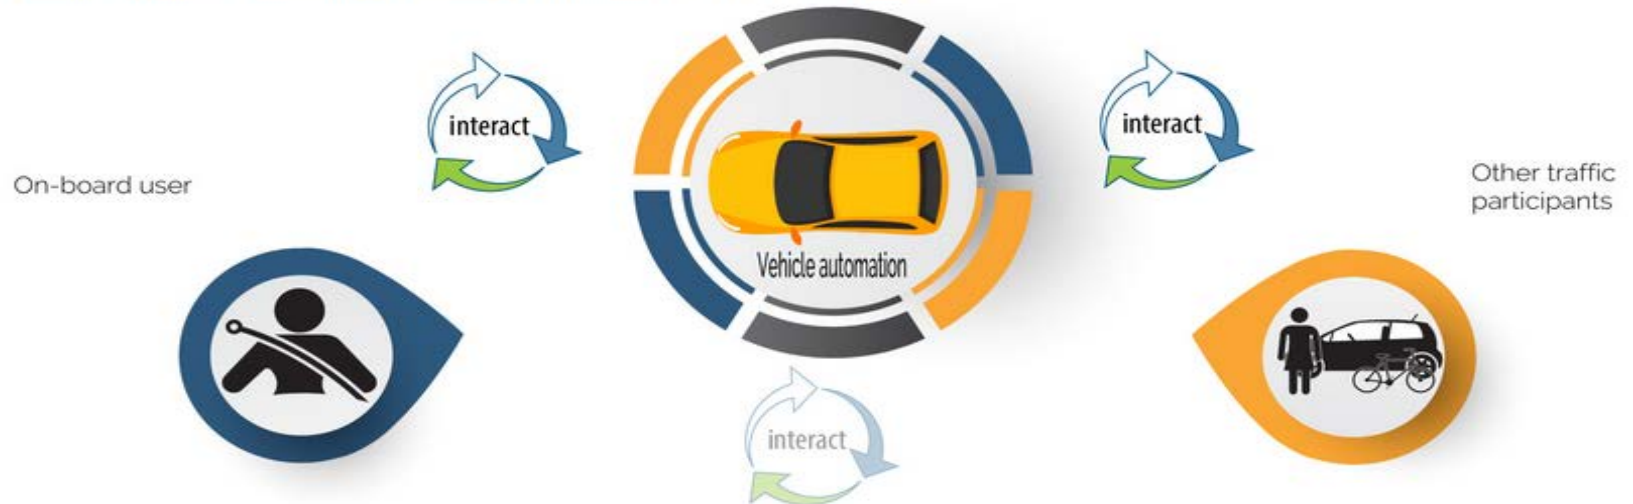 interact
interact
On-board user
Other traffic
participants
Vehicle automation
interact